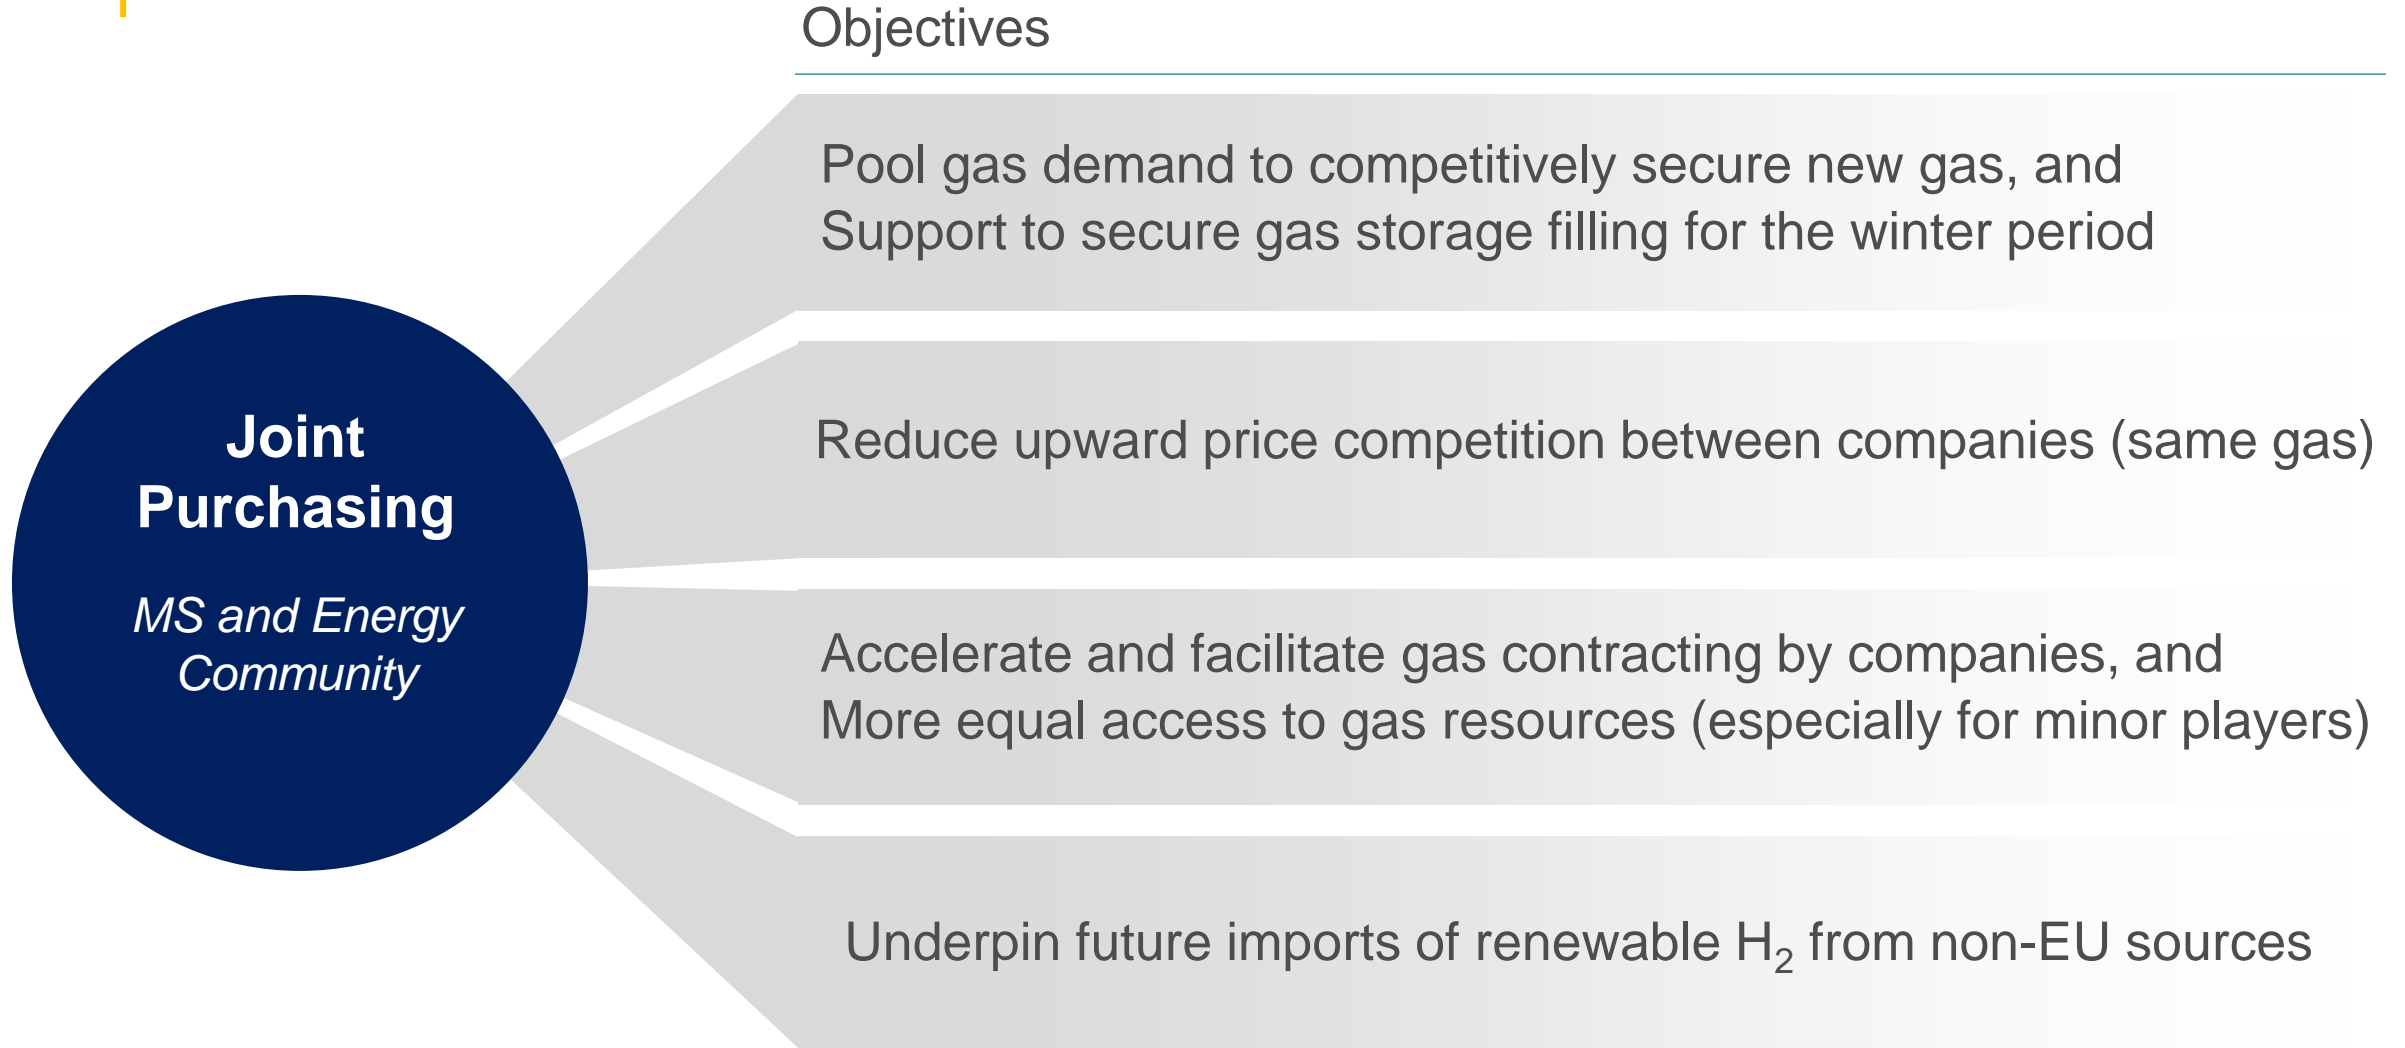 Objectives
Pool gas demand to competitively secure new gas, and
Support to secure gas storage filling for the winter period
Reduce upward price competition between companies (same gas)
Joint
Purchasing
MS and Energy
Community
Accelerate and facilitate gas contracting by companies, and
More equal access to gas resources (especially for minor players)
Underpin future imports of renewable H₂ from non-EU sources